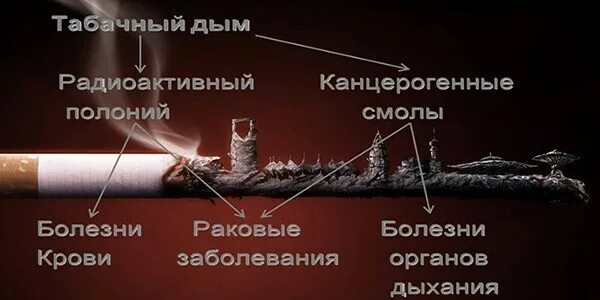 Табачный дым
Радиоактивный
полоний
Канцерогенные
смолы
Болезни
Крови
Раковые
заболевания
Болезни
органов
дыхания